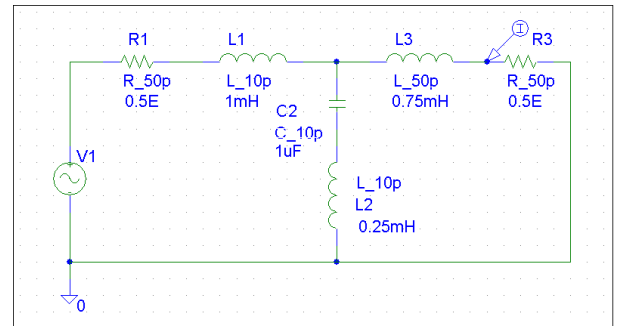 R1
R_50p
0.5E
L1
L_10p
1mH
L3
L_50p
0.75mH
I
R3
R_50p
0.5E
C2
C_10p
1uF
V1
L_10p
L2
0.25mH
0